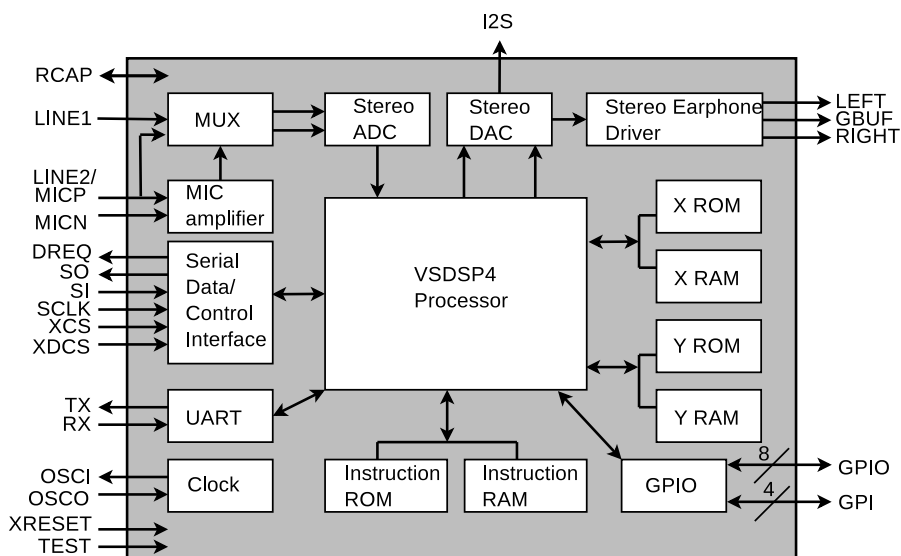 I2S
RCAP
LINE1
LINE2/
MICP
MICN
DREQ
SO
SI
SCLK
XCS
XDCS
TX
RX
OSCI
OSCO
XRESET
TEST
MUX
MIC
amplifier
Serial
Data/
Control
Interface
UART
Clock
Stereo
ADC
Stereo
DAC
Stereo Earphone
Driver
VSDSP4
Processor
Instruction
ROM
Instruction
RAM
X ROM
X RAM
Y ROM
Y RAM
GPIO
8
4
LEFT
GBUF
RIGHT
GPIO
GPI